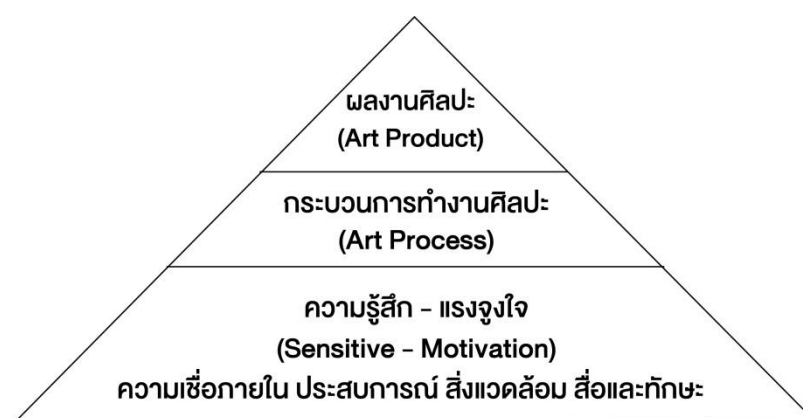 ผลงานศิลปะ
(Art Product)
กระบวนการทำงานศิลปะ
(Art Process)
ความรู้สึก - แรงจูงใจ
(Sensitive - Motivation)
ความเชื่อภายใน ประสบการณ์ สิ่งแวดล้อม สื่อและทักษะ